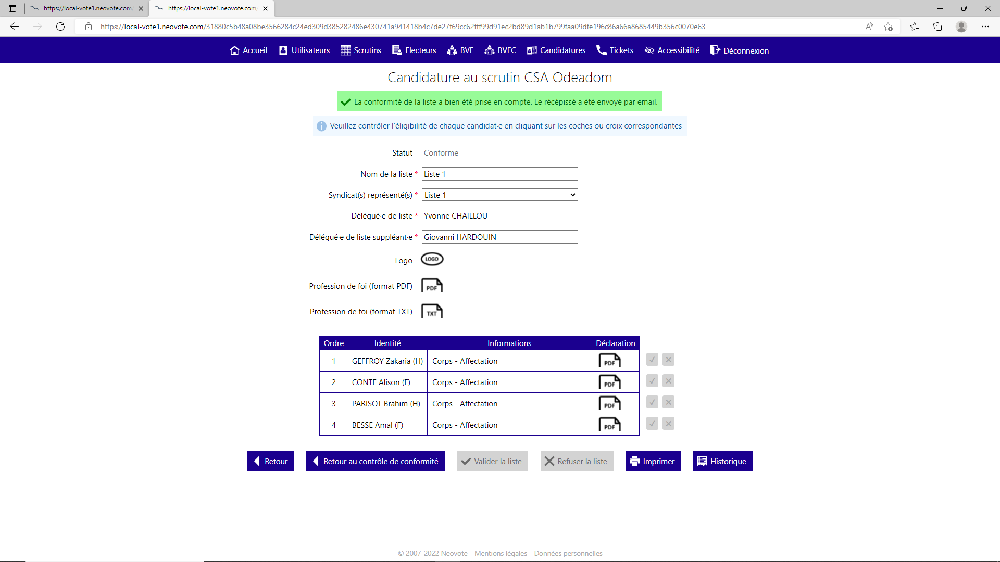 https://local-vote1.neovote.com/
https://local-vote1.neovote.com/
https://local-vote1.neovote.com/31880c5b48a08be3566284c24ed309d385282486e430741a941418b4c7de27f69cc62fff99d91ec2bd89d1ab1b799faa09dfe196c86a66a8685449b356c0070e63
Accueil Utilisateurs Scrutins Electeurs BVE BVEC Candidatures Tickets Accessibilité Déconnexion
Candidature au scrutin CSA Odeadom
La conformité de la liste a bien été prise en compte. Le récépissé a été envoyé par email.
Veuillez contrôler l'éligibilité de chaque candidat·e en cliquant sur les coches ou croix correspondantes
Statut Conforme
Nom de la liste * Liste 1
Syndicat(s) représenté(s) * Liste 1
Délégué·e de liste * Yvonne CHAILLOU
Délégué·e de liste suppléant·e * Giovanni HARDOUIN
Logo LOGO
Profession de foi (format PDF) PDF
Profession de foi (format TXT) TXT
Ordre Identité Informations Déclaration
1 GEFFROY Zakaria (H) Corps - Affectation PDF
2 CONTE Alison (F) Corps - Affectation PDF
3 PARISOT Brahim (H) Corps - Affectation PDF
4 BESSE Amal (F) Corps - Affectation PDF
Retour Retour au contrôle de conformité Valider la liste Refuser la liste Imprimer Historique
© 2007-2022 Neovote Mentions légales Données personnelles